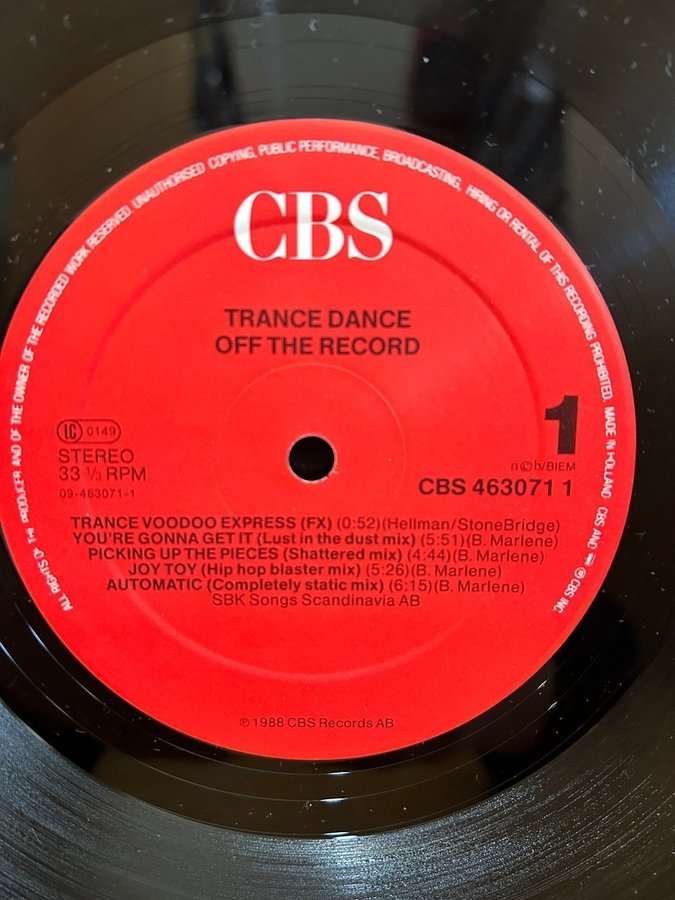 ALL RIGHTS OF THE PRODUCER AND OF THE OWNER OF THE RECORDED WORK RESERVED. UNAUTHORISED COPYING, PUBLIC PERFORMANCE, BROADCASTING, HIRING OR RENTAL OF THIS RECORDING PROHIBITED. MADE IN HOLLAND CBS AND ® CBS INC
CBS
TRANCE DANCE
OFF THE RECORD
LC 0149
STEREO
33 ⅓ RPM
09-463071-1
1
n©b/BIEM
CBS 463071 1
TRANCE VOODOO EXPRESS (FX) (0:52)(Hellman/StoneBridge)
YOU'RE GONNA GET IT (Lust in the dust mix) (5:51)(B. Marlene)
PICKING UP THE PIECES (Shattered mix) (4:44)(B. Marlene)
JOY TOY (Hip hop blaster mix) (5:26)(B. Marlene)
AUTOMATIC (Completely static mix) (6:15)(B. Marlene)
SBK Songs Scandinavia AB
℗ 1988 CBS Records AB